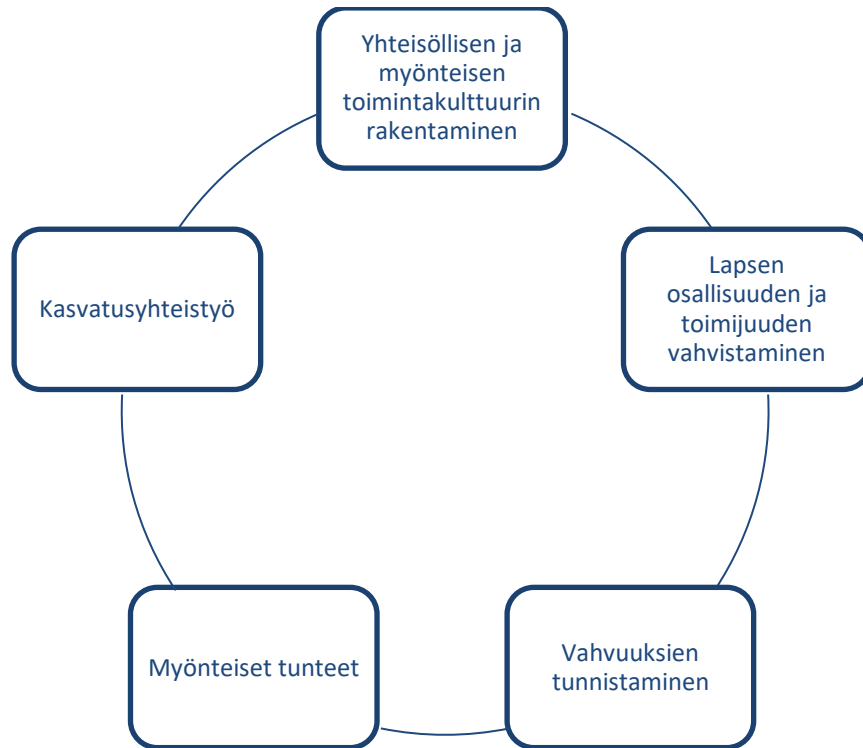 Yhteisöllisen ja
myönteisen
toimintakulttuurin
rakentaminen
Lapsen
osallisuuden ja
toimijuuden
vahvistaminen
Vahvuuksien
tunnistaminen
Myönteiset tunteet
Kasvatusyhteistyö